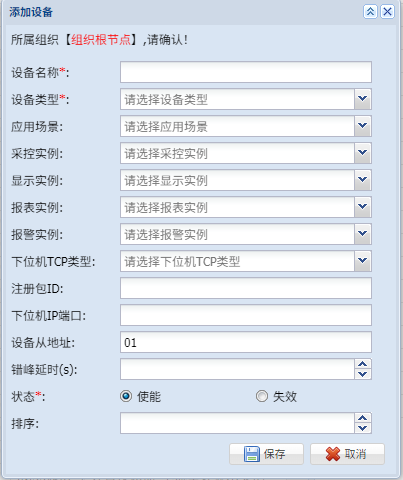 添加设备
所属组织【组织根节点】,请确认!
设备名称*:
设备类型*: 请选择设备类型
应用场景: 请选择应用场景
采控实例: 请选择采控实例
显示实例: 请选择显示实例
报表实例: 请选择报表实例
报警实例: 请选择报警实例
下位机TCP类型: 请选择下位机TCP类型
注册包ID:
下位机IP端口:
设备从地址: 01
错峰延时(s):
状态*: 使能 失效
排序:
保存 取消